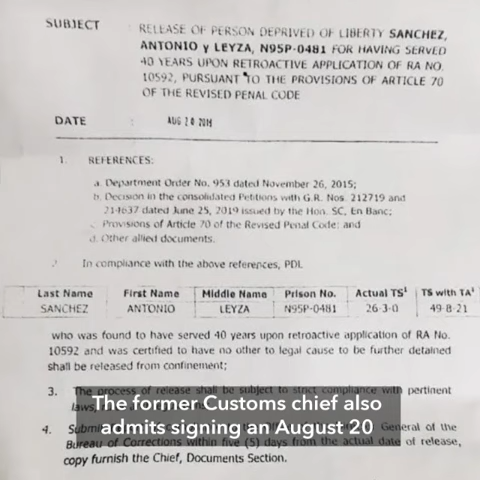 SUBJECT : RELEASE OF PERSON DEPRIVED OF LIBERTY SANCHEZ,
ANTONIO y LEYZA, N95P-0481 FOR HAVING SERVED
40 YEARS UPON RETROACTIVE APPLICATION OF RA NO.
10592, PURSUANT TO THE PROVISIONS OF ARTICLE 70
OF THE REVISED PENAL CODE
DATE : AUG 20 2019
1. REFERENCES:
a. Department Order No. 953 dated November 26, 2015;
b. Decision in the consolidated Petitions with G.R. Nos. 212719 and
214637 dated June 25, 2019 issued by the Hon. SC, En Banc;
c. Provisions of Article 70 of the Revised Penal Code; and
d. Other allied documents.
2. In compliance with the above references, PDL
Last Name First Name Middle Name Prison No. Actual TS¹ TS with TA¹
SANCHEZ ANTONIO LEYZA N95P-0481 26-3-0 49-8-21
who was found to have served 40 years upon retroactive application of RA No.
10592 and was certified to have no other to legal cause to be further detained
shall be released from confinement;
3. The process of release shall be subject to strict compliance with pertinent
laws,
The former Customs chief also
admits signing an August 20
4. General of the
Bureau of Corrections within five (5) days from the actual date of release,
copy furnish the Chief, Documents Section.